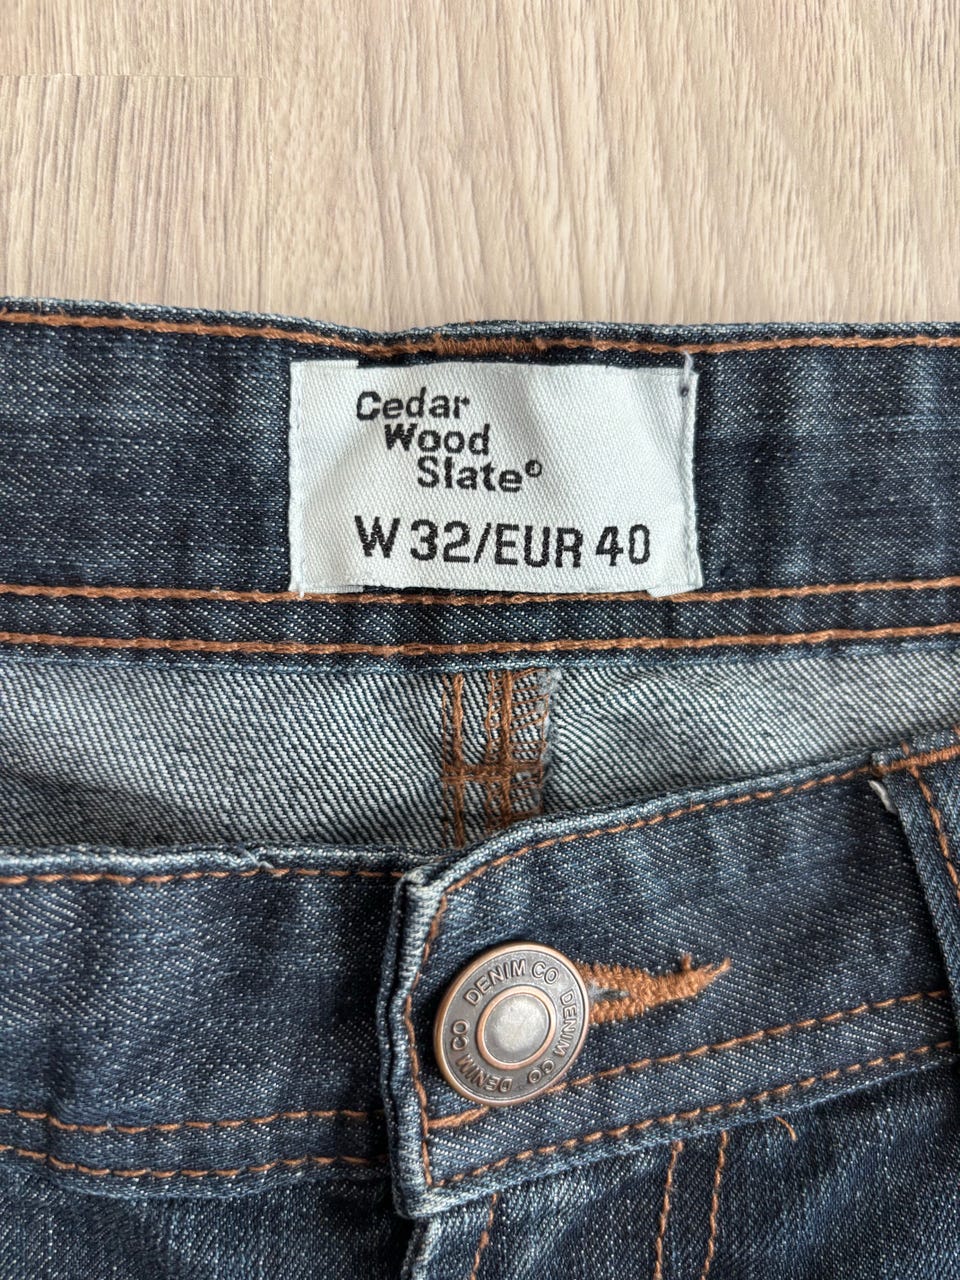 Cedar
Wood
Slate®
W 32/EUR 40
DENIM CO DENIM CO DENIM CO